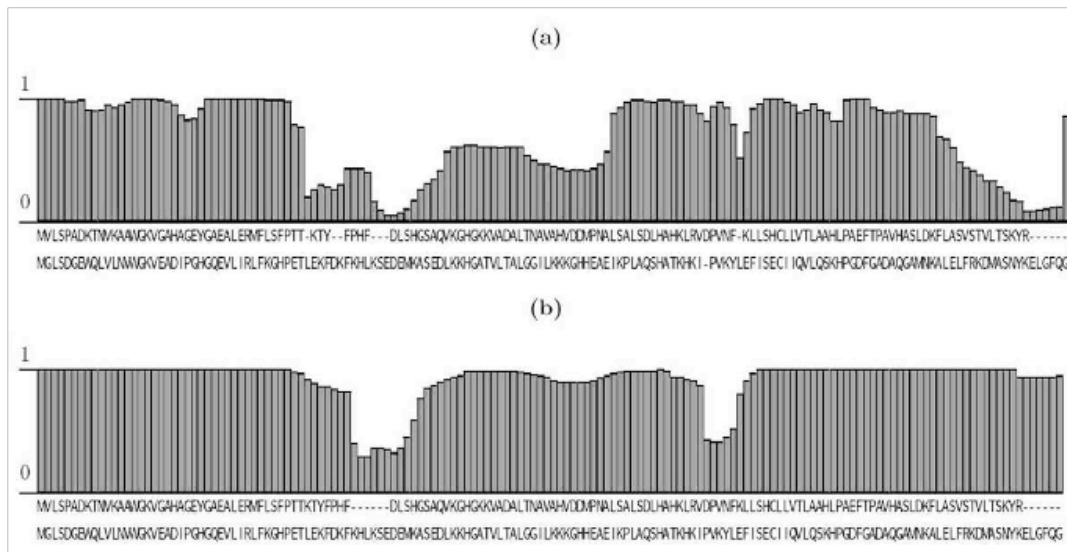 (a)
1
0
MVLSPADKTNVKAAWGKVGAHAGEYGAEALERMFLSFPTT-KTY--FPHF---DLSHGSAQVKGHGKKVADALTNAVAHVDDMPNALSALSDLHAHKLRVDPVNF-KLLSHCLLVTLAAHLPAEFTPAVHASLDKFLASVSTVLTSKYR------
MGLSDGEWQLVLNVWGKVEADIPGHGQEVLIRLFKGHPETLEKFDKFKHLKSEDEMKASEDLKKHGATVLTALGGILKKKGHHEAEIKPLAQSHATKHKI-PVKYLEFISECIIQVLQSKHPGDFGADAQGAMNKALELFRKDMASNYKELGFQG
(b)
1
0
MVLSPADKTNVKAAWGKVGAHAGEYGAEALERMFLSFPTTKTYFPHF------DLSHGSAQVKGHGKKVADALTNAVAHVDDMPNALSALSDLHAHKLRVDPVNFKLLSHCLLVTLAAHLPAEFTPAVHASLDKFLASVSTVLTSKYR------
MGLSDGEWQLVLNVWGKVEADIPGHGQEVLIRLFKGHPETLEKFDKFKHLKSEDEMKASEDLKKHGATVLTALGGILKKKGHHEAEIKPLAQSHATKHKIPVKYLEFISECIIQVLQSKHPGDFGADAQGAMNKALELFRKDMASNYKELGFQG